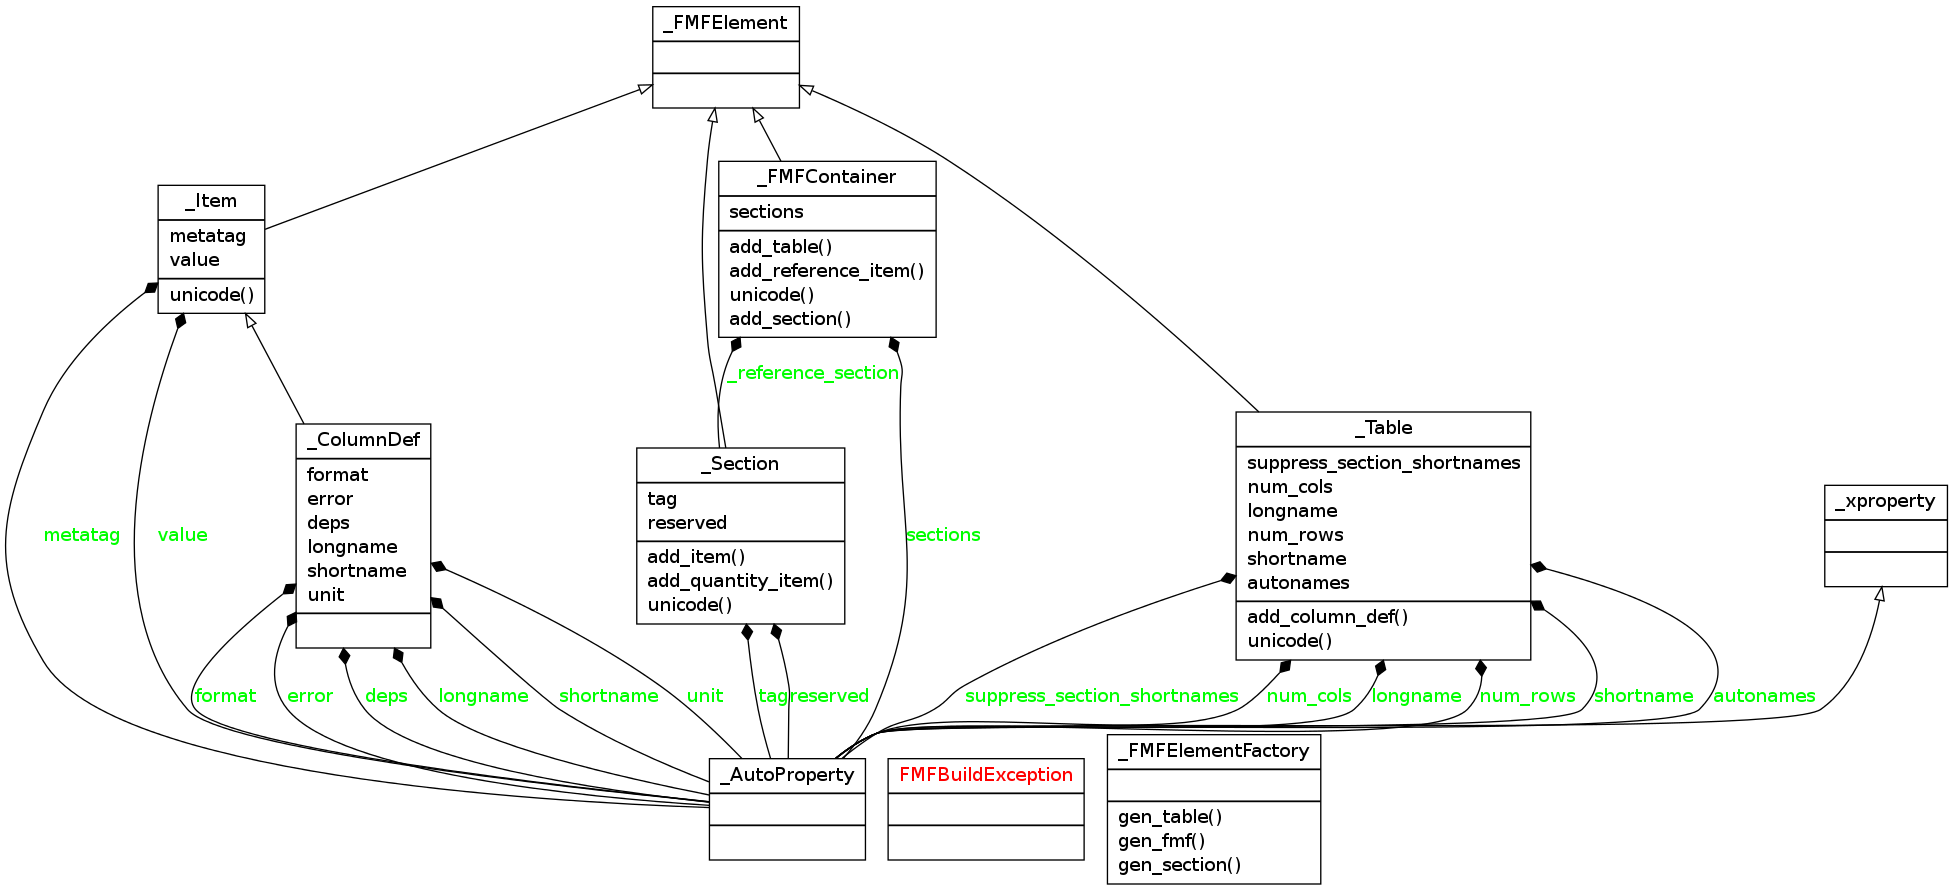 _FMFElement
_Item
metatag
value
unicode()
_FMFContainer
sections
add_table()
add_reference_item()
unicode()
add_section()
_reference_section
_ColumnDef
format
error
deps
longname
shortname
unit
_Section
tag
reserved
add_item()
add_quantity_item()
unicode()
_Table
suppress_section_shortnames
num_cols
longname
num_rows
shortname
autonames
add_column_def()
unicode()
_xproperty
metatag
value
sections
format
error
deps
longname
shortname
unit
tag
reserved
suppress_section_shortnames
num_cols
longname
num_rows
shortname
autonames
_AutoProperty
FMFBuildException
_FMFElementFactory
gen_table()
gen_fmf()
gen_section()